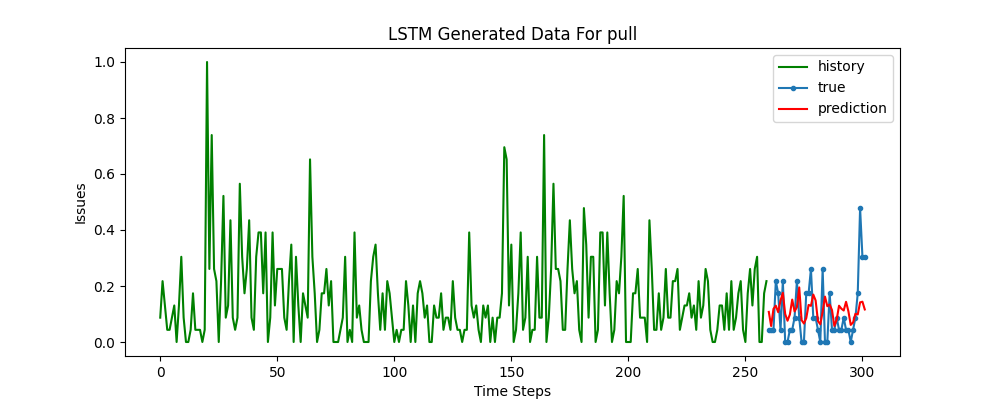 LSTM Generated Data For pull
history
true
prediction
Issues
1.0
0.8
0.6
0.4
0.2
0.0
0 50 100 150 200 250 300
Time Steps